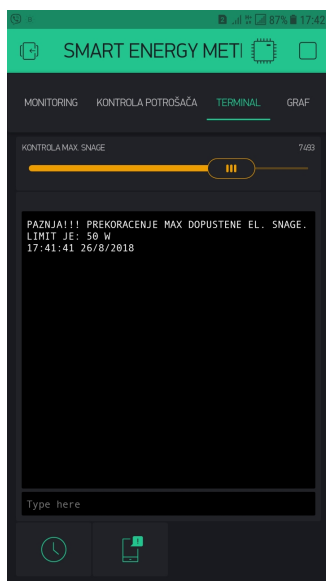 87% 17:42
SMART ENERGY METI
MONITORING KONTROLA POTROŠAČA TERMINAL GRAF
KONTROLA MAX. SNAGE 7493
PAZNJA!!! PREKORACENJE MAX DOPUSTENE EL. SNAGE.
LIMIT JE: 50 W
17:41:41 26/8/2018
Type here